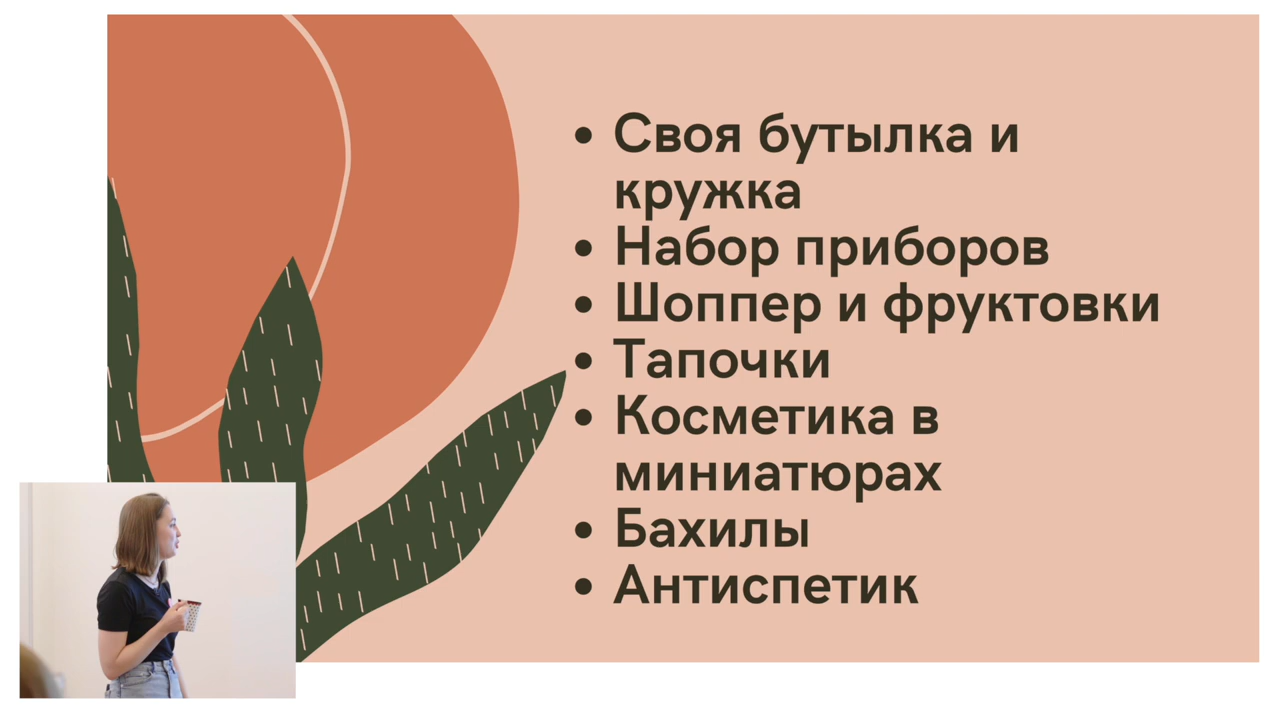 • Своя бутылка и
кружка
• Набор приборов
• Шоппер и фруктовки
• Тапочки
• Косметика в
миниатюрах
• Бахилы
• Антиспетик